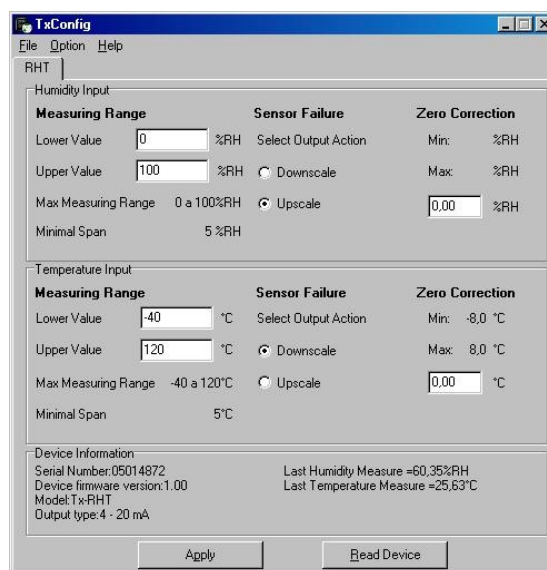 TxConfig
File Option Help
RHT
Humidity Input
Measuring Range Sensor Failure Zero Correction
Lower Value 0 %RH Select Output Action Min: %RH
Upper Value 100 %RH Downscale Max: %RH
Max Measuring Range 0 a 100%RH Upscale 0,00 %RH
Minimal Span 5 %RH
Temperature Input
Measuring Range Sensor Failure Zero Correction
Lower Value -40 °C Select Output Action Min: -8,0 °C
Upper Value 120 °C Downscale Max: 8,0 °C
Max Measuring Range -40 a 120°C Upscale 0,00 °C
Minimal Span 5°C
Device Information
Serial Number:05014872 Last Humidity Measure =60,35%RH
Device firmware version:1.00 Last Temperature Measure =25,63°C
Model:Tx-RHT
Output type:4 - 20 mA
Apply Read Device